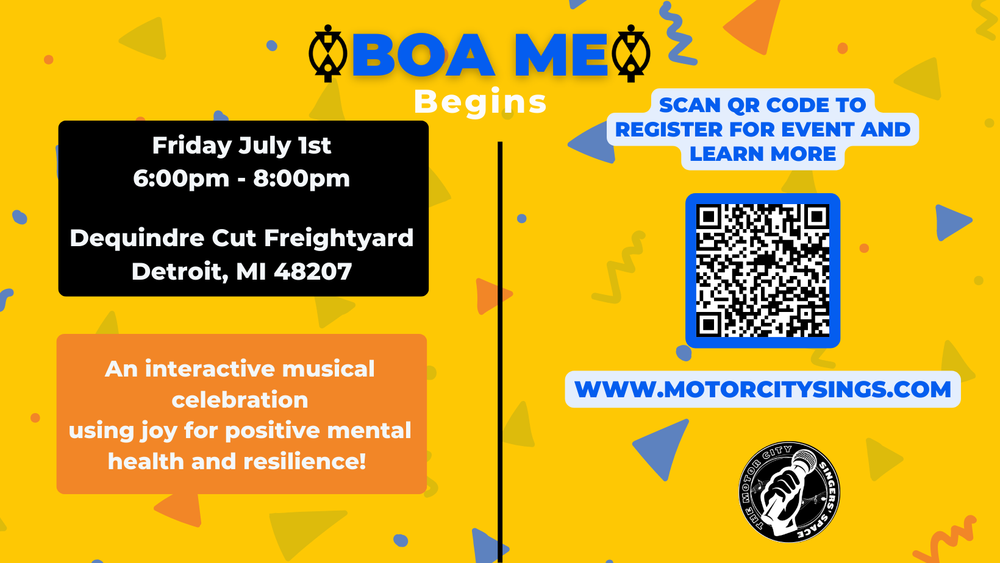 BOA ME
Begins
Friday July 1st
6:00pm - 8:00pm
Dequindre Cut Freightyard
Detroit, MI 48207
An interactive musical
celebration
using joy for positive mental
health and resilience!
SCAN QR CODE TO
REGISTER FOR EVENT AND
LEARN MORE
WWW.MOTORCITYSINGS.COM
THE MOTOR CITY
SINGERS' SPACE